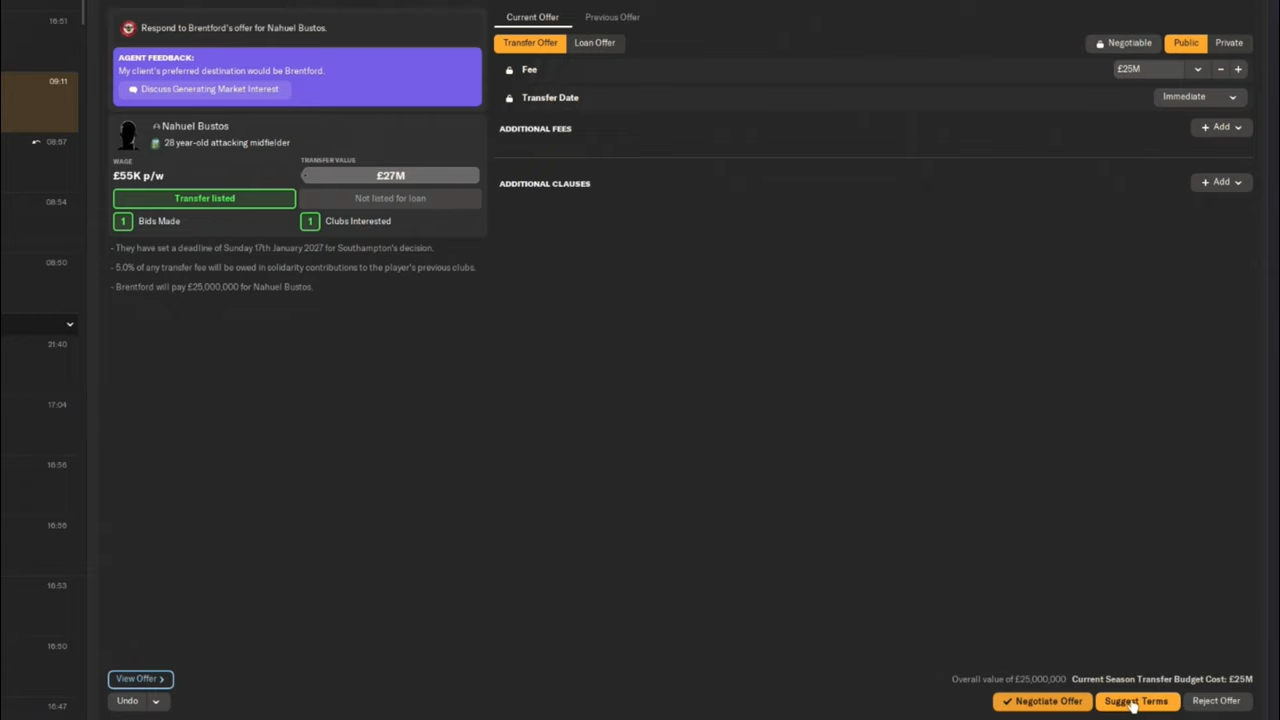 16:51
09:11
08:57
08:54
08:50
21:40
17:04
16:56
16:56
16:53
16:50
16:47
Respond to Brentford's offer for Nahuel Bustos.
AGENT FEEDBACK:
My client's preferred destination would be Brentford.
Discuss Generating Market Interest
Nahuel Bustos
28 year-old attacking midfielder
WAGE
TRANSFER VALUE
£55K p/w
£27M
Transfer listed
Not listed for loan
1 Bids Made
1 Clubs Interested
- They have set a deadline of Sunday 17th January 2027 for Southampton's decision.
- 5.0% of any transfer fee will be owed in solidarity contributions to the player's previous clubs.
- Brentford will pay £25,000,000 for Nahuel Bustos.
Current Offer
Previous Offer
Transfer Offer
Loan Offer
Negotiable
Public
Private
Fee
£25M
Transfer Date
Immediate
ADDITIONAL FEES
+ Add
ADDITIONAL CLAUSES
+ Add
View Offer
Undo
Overall value of £25,000,000 Current Season Transfer Budget Cost: £25M
Negotiate Offer
Suggest Terms
Reject Offer